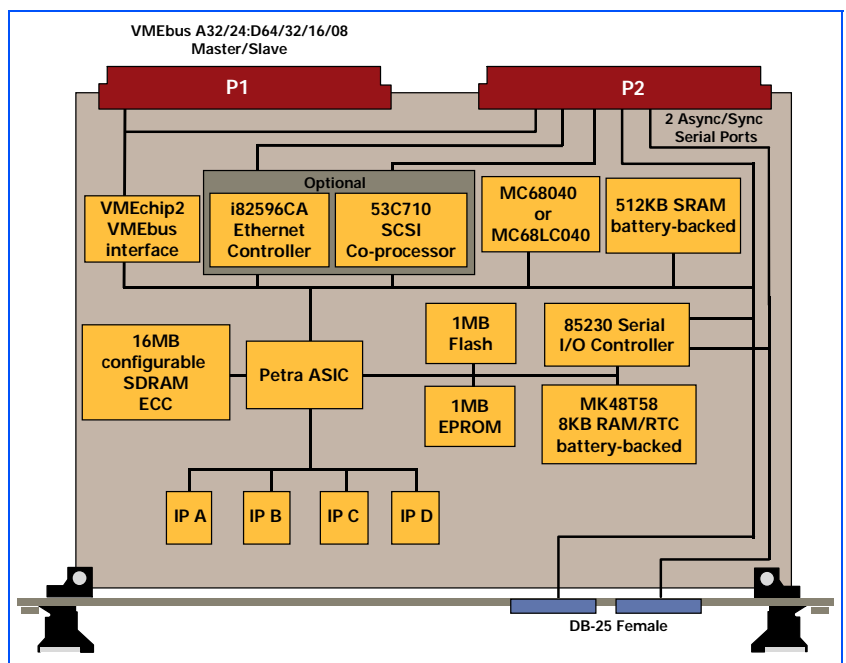 VMEbus A32/24:D64/32/16/08
Master/Slave
P1
P2
2 Async/Sync
Serial Ports
Optional
VMEchip2
VMEbus
interface
i82596CA
Ethernet
Controller
53C710
SCSI
Co-processor
MC68040
or
MC68LC040
512KB SRAM
battery-backed
16MB
configurable
SDRAM
ECC
Petra ASIC
1MB
Flash
85230 Serial
I/O Controller
1MB
EPROM
MK48T58
8KB RAM/RTC
battery-backed
IP A
IP B
IP C
IP D
DB-25 Female